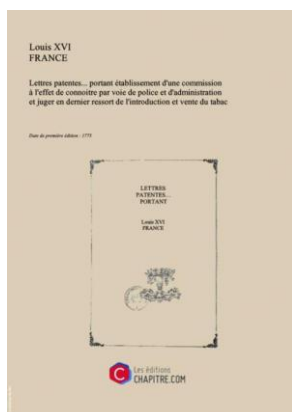 Louis XVI
FRANCE
Lettres patentes... portant établissement d'une commission
à l'effet de connoitre par voie de police et d'administration
et juger en dernier ressort de l'introduction et vente du tabac
Date de première édition : 1775
LETTRES
PATENTES...
PORTANT
Louis XVI
FRANCE
Les éditions
CHAPITRE.COM